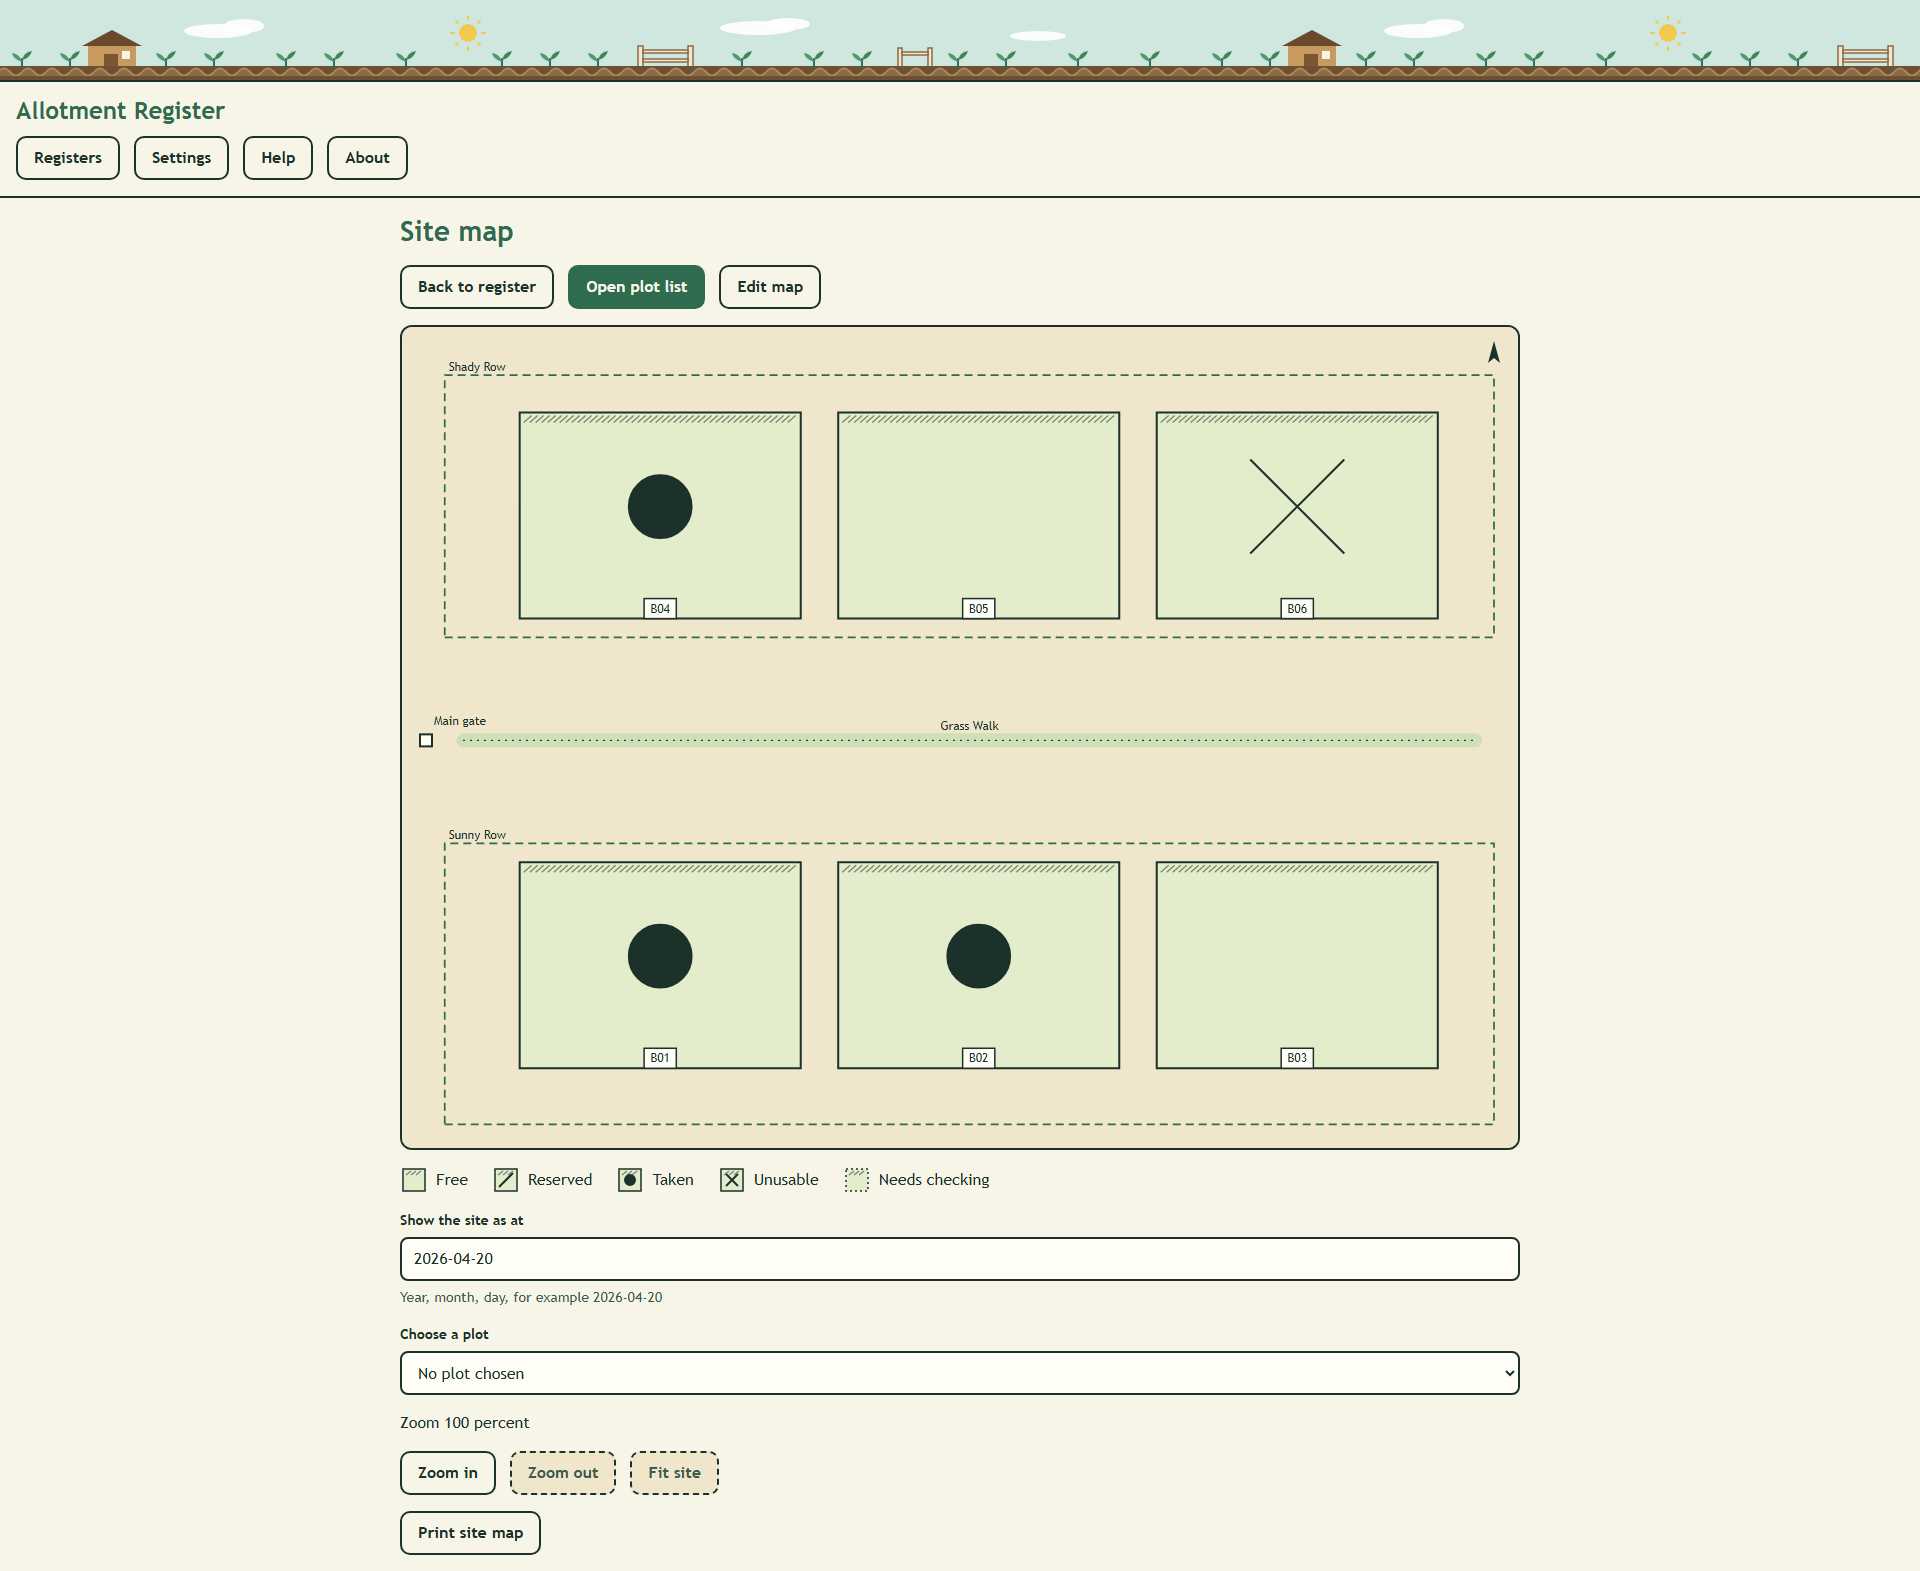 Allotment Register
Registers Settings Help About
Site map
Back to register Open plot list Edit map
Shady Row
B04 B05 B06
Main gate
Grass Walk
Sunny Row
B01 B02 B03
Free Reserved Taken Unusable Needs checking
Show the site as at
2026-04-20
Year, month, day, for example 2026-04-20
Choose a plot
No plot chosen
Zoom 100 percent
Zoom in Zoom out Fit site
Print site map